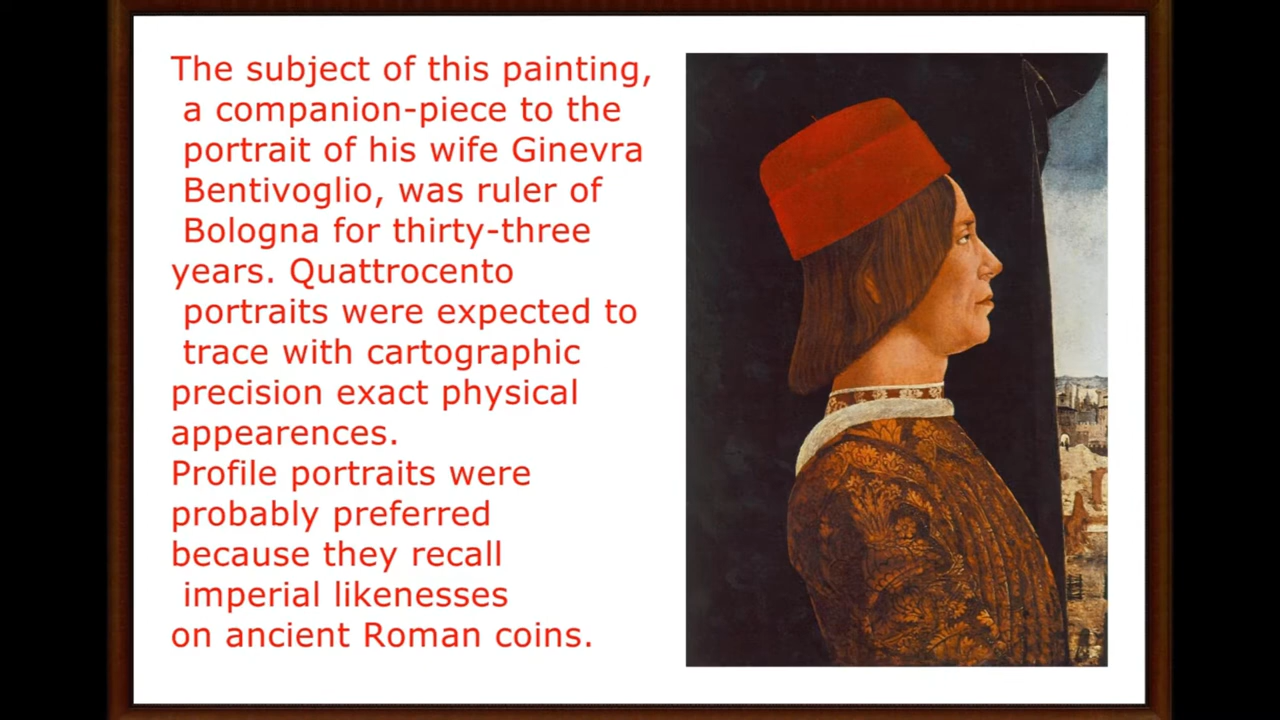 The subject of this painting,
a companion-piece to the
portrait of his wife Ginevra
Bentivoglio, was ruler of
Bologna for thirty-three
years. Quattrocento
portraits were expected to
trace with cartographic
precision exact physical
appearences.
Profile portraits were
probably preferred
because they recall
imperial likenesses
on ancient Roman coins.